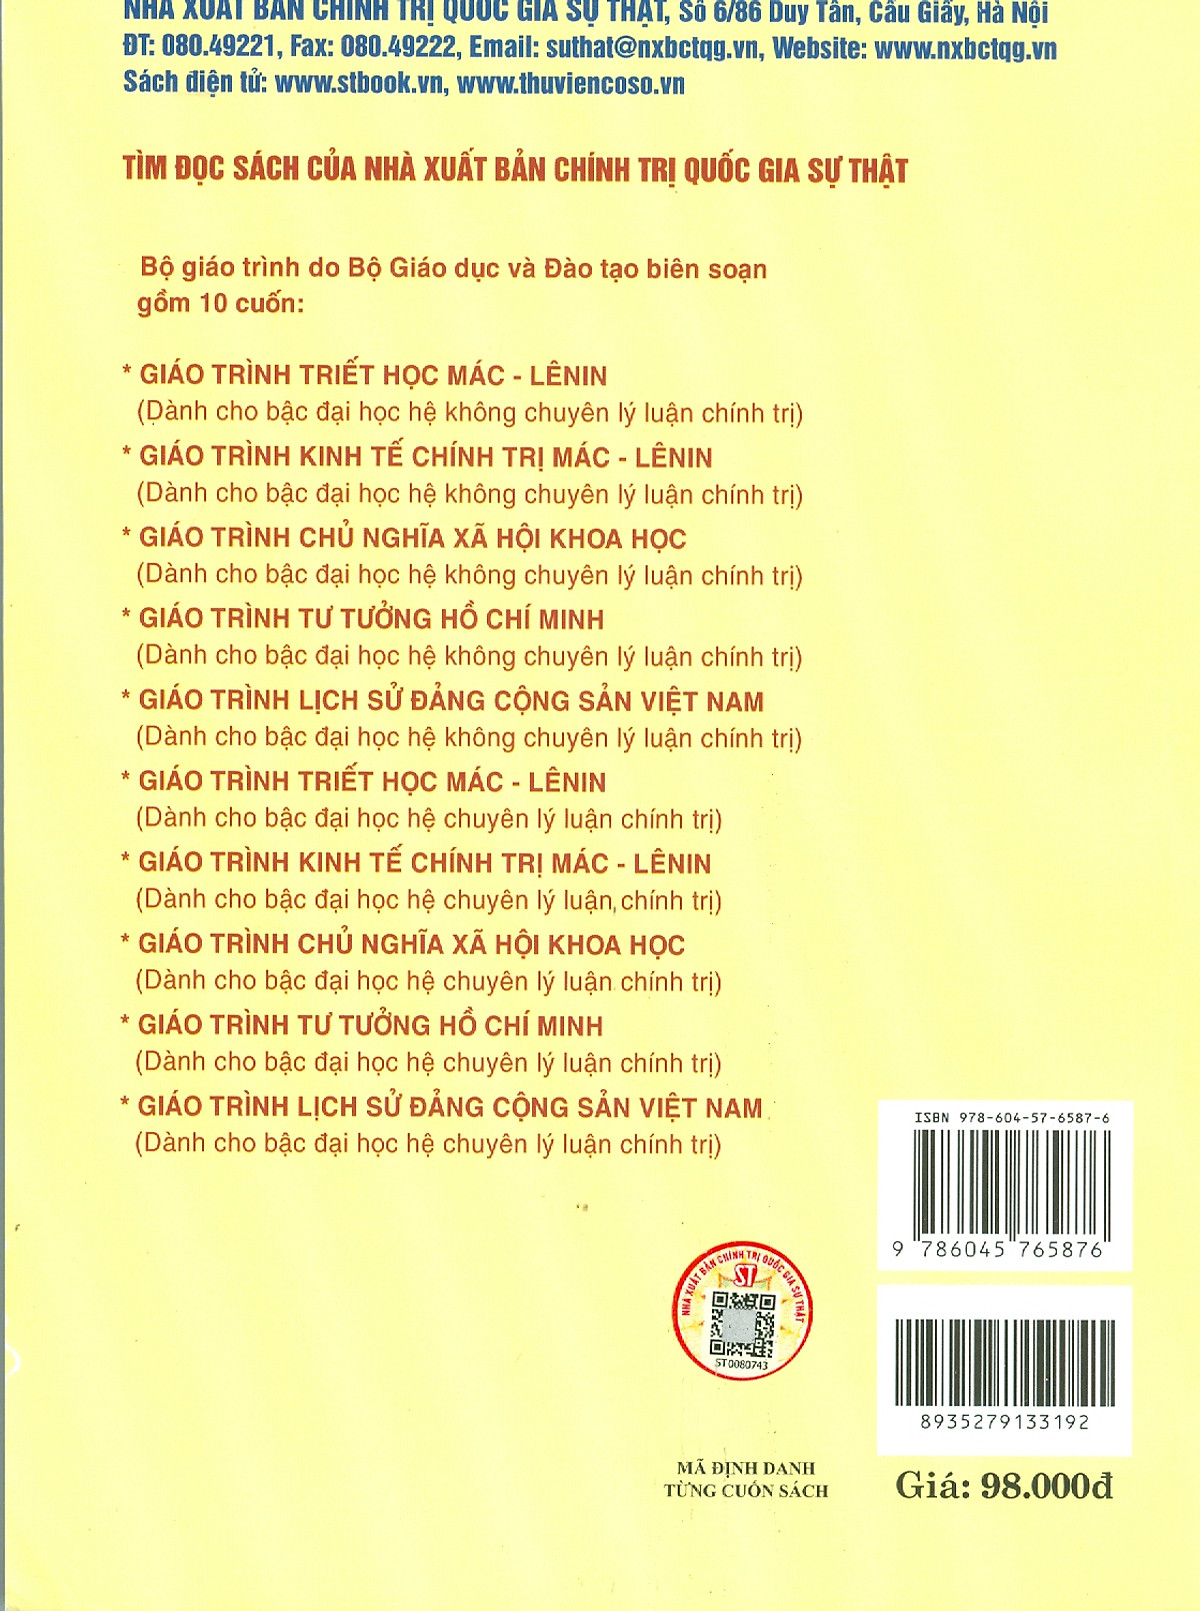 NHÀ XUẤT BẢN CHÍNH TRỊ QUỐC GIA SỰ THẬT, Số 6/86 Duy Tân, Cầu Giấy, Hà Nội
ĐT: 080.49221, Fax: 080.49222, Email: suthat@nxbctqg.vn, Website: www.nxbctqg.vn
Sách điện tử: www.stbook.vn, www.thuviencoso.vn
TÌM ĐỌC SÁCH CỦA NHÀ XUẤT BẢN CHÍNH TRỊ QUỐC GIA SỰ THẬT
Bộ giáo trình do Bộ Giáo dục và Đào tạo biên soạn
gồm 10 cuốn:
* GIÁO TRÌNH TRIẾT HỌC MÁC - LÊNIN
(Dành cho bậc đại học hệ không chuyên lý luận chính trị)
* GIÁO TRÌNH KINH TẾ CHÍNH TRỊ MÁC - LÊNIN
(Dành cho bậc đại học hệ không chuyên lý luận chính trị)
* GIÁO TRÌNH CHỦ NGHĨA XÃ HỘI KHOA HỌC
(Dành cho bậc đại học hệ không chuyên lý luận chính trị)
* GIÁO TRÌNH TƯ TƯỞNG HỒ CHÍ MINH
(Dành cho bậc đại học hệ không chuyên lý luận chính trị)
* GIÁO TRÌNH LỊCH SỬ ĐẢNG CỘNG SẢN VIỆT NAM
(Dành cho bậc đại học hệ không chuyên lý luận chính trị)
* GIÁO TRÌNH TRIẾT HỌC MÁC - LÊNIN
(Dành cho bậc đại học hệ chuyên lý luận chính trị)
* GIÁO TRÌNH KINH TẾ CHÍNH TRỊ MÁC - LÊNIN
(Dành cho bậc đại học hệ chuyên lý luận chính trị)
* GIÁO TRÌNH CHỦ NGHĨA XÃ HỘI KHOA HỌC
(Dành cho bậc đại học hệ chuyên lý luận chính trị)
* GIÁO TRÌNH TƯ TƯỞNG HỒ CHÍ MINH
(Dành cho bậc đại học hệ chuyên lý luận chính trị)
* GIÁO TRÌNH LỊCH SỬ ĐẢNG CỘNG SẢN VIỆT NAM
(Dành cho bậc đại học hệ chuyên lý luận chính trị)
ISBN 978-604-57-6587-6
9 786045 765876
NHÀ XUẤT BẢN CHÍNH TRỊ QUỐC GIA SỰ THẬT
ST
ST0080743
8935279133192
MÃ ĐỊNH DANH
TỪNG CUỐN SÁCH
Giá: 98.000đ